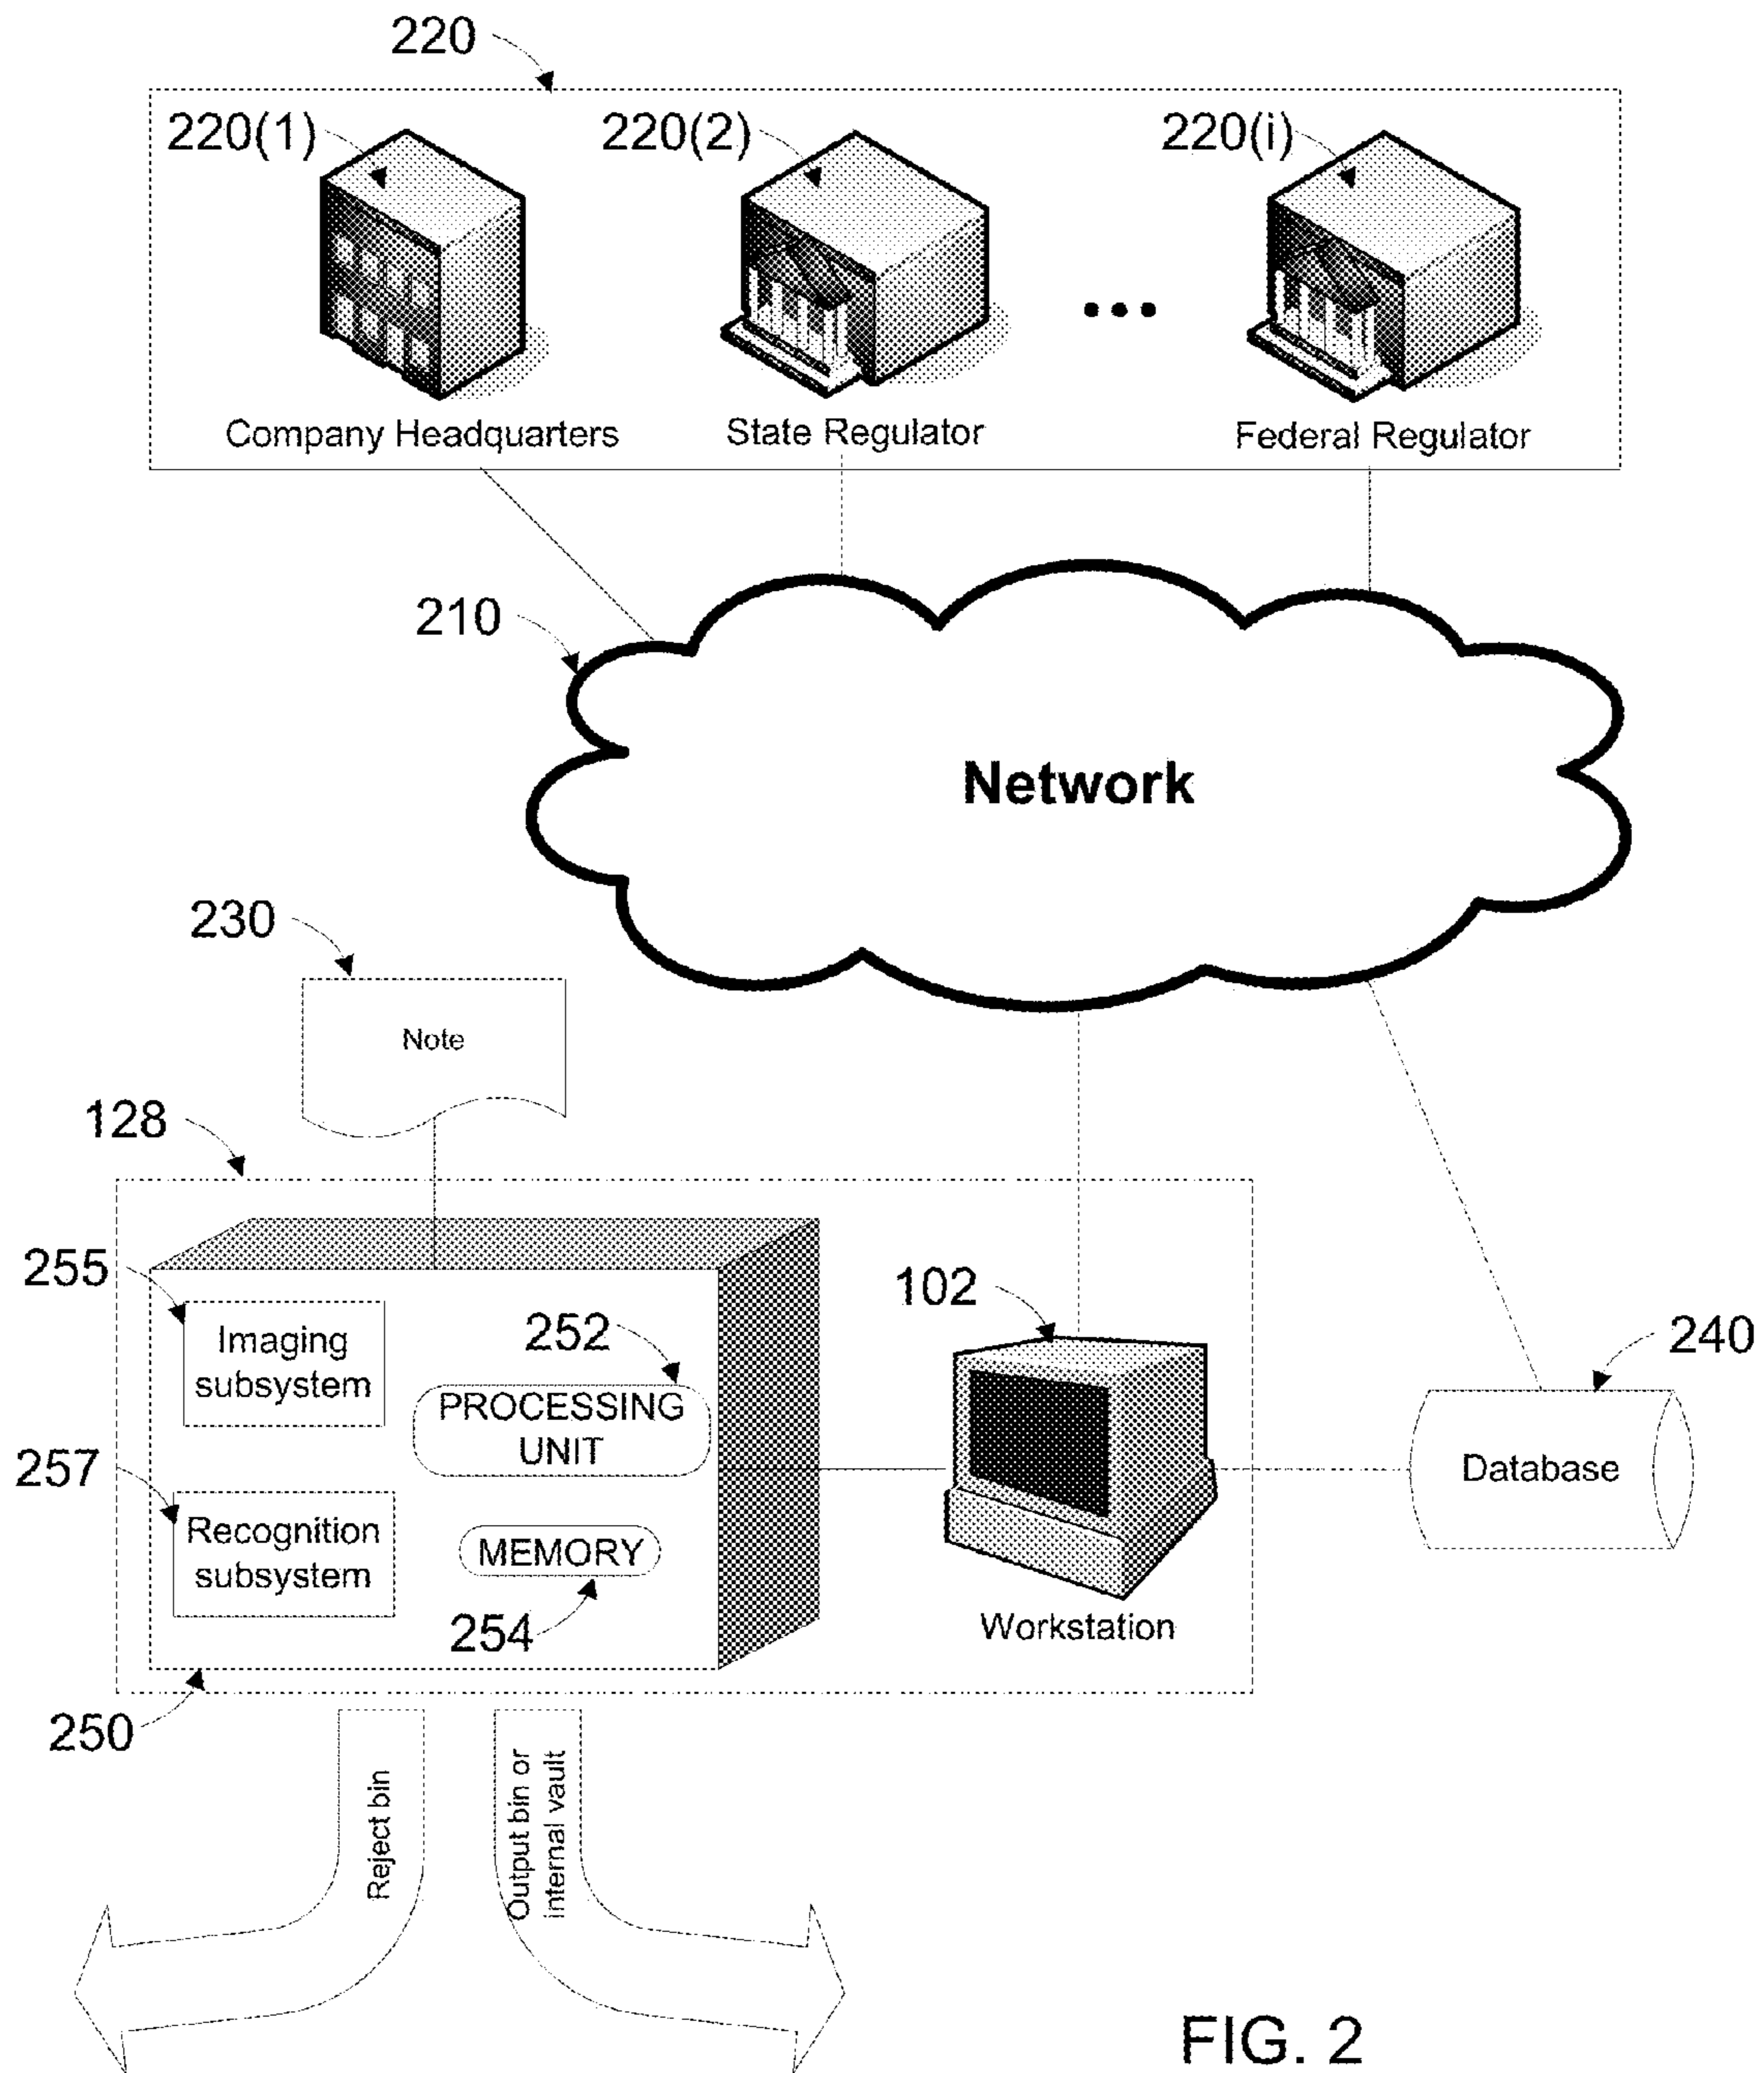 220
220(1)
220(2)
220(i)
Company Headquarters
State Regulator
...
Federal Regulator
210
Network
230
Note
128
255
Imaging
subsystem
252
PROCESSING
UNIT
102
240
Database
257
Recognition
subsystem
MEMORY
254
Workstation
250
Reject bin
Output bin or
internal vault
FIG. 2